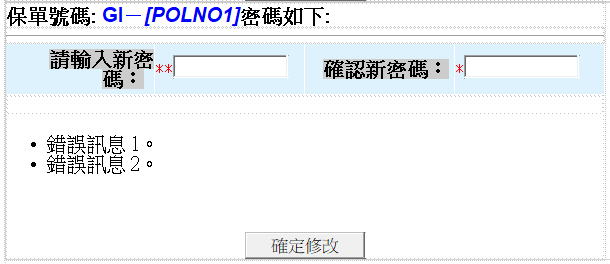 保單號碼: GI－[POLNO1]密碼如下:
請輸入新密碼： ** 確認新密碼： *
• 錯誤訊息 1。
• 錯誤訊息 2。
確定修改